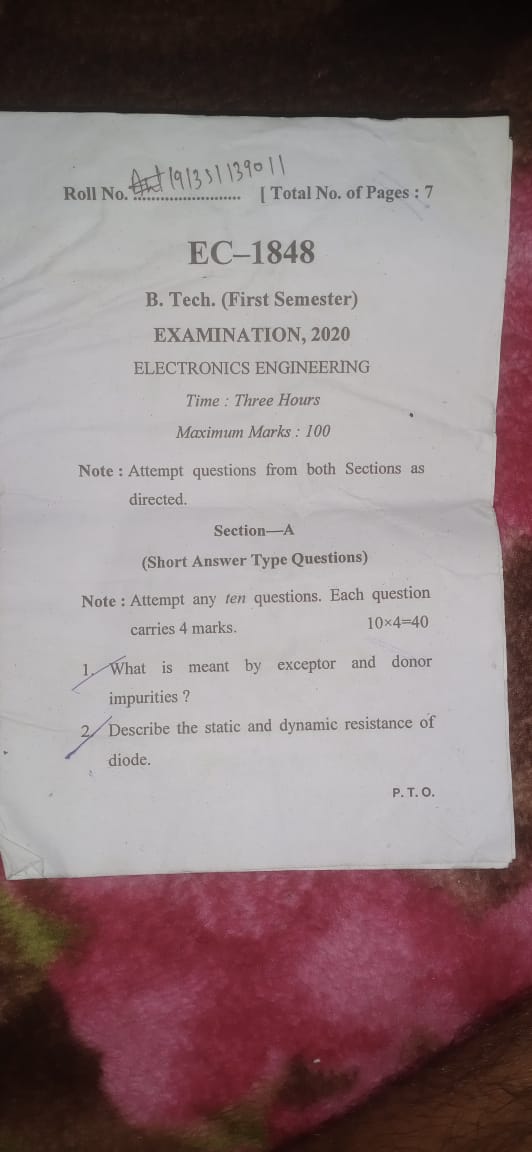 Roll No. 191351139011 [ Total No. of Pages : 7
EC–1848
B. Tech. (First Semester)
EXAMINATION, 2020
ELECTRONICS ENGINEERING
Time : Three Hours
Maximum Marks : 100
Note : Attempt questions from both Sections as
directed.
Section—A
(Short Answer Type Questions)
Note : Attempt any ten questions. Each question
carries 4 marks. 10×4=40
1. What is meant by exceptor and donor
impurities ?
2. Describe the static and dynamic resistance of
diode.
P. T. O.